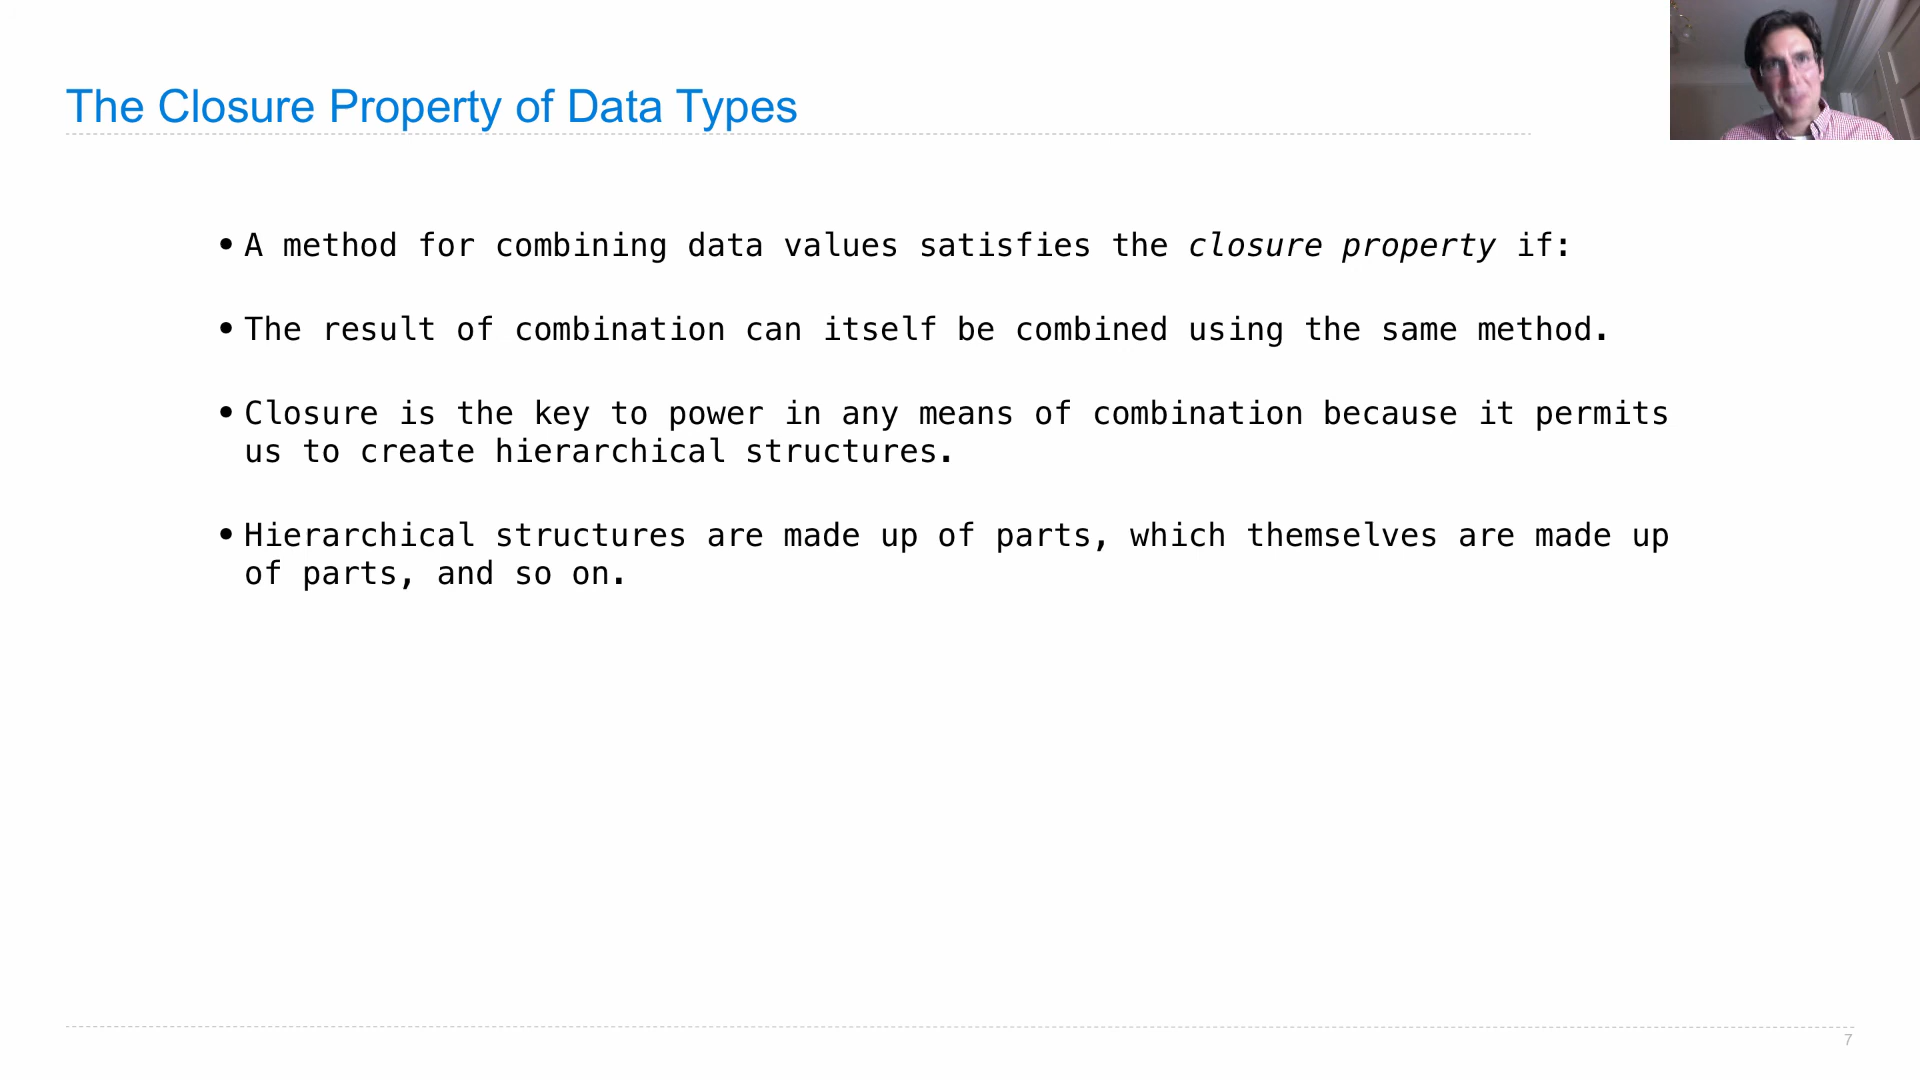 The Closure Property of Data Types
• A method for combining data values satisfies the closure property if:
• The result of combination can itself be combined using the same method.
• Closure is the key to power in any means of combination because it permits
us to create hierarchical structures.
• Hierarchical structures are made up of parts, which themselves are made up
of parts, and so on.
7